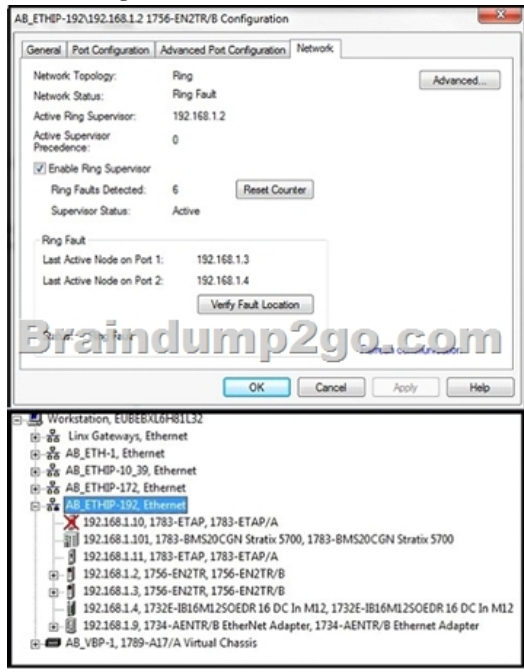 AB_ETHIP-192\192.168.1.2 1756-EN2TR/B Configuration
General Port Configuration Advanced Port Configuration Network
Network Topology: Ring
Advanced...
Network Status: Ring Fault
Active Ring Supervisor: 192.168.1.2
Active Supervisor Precedence: 0
Enable Ring Supervisor
Ring Faults Detected: 6 Reset Counter
Supervisor Status: Active
Ring Fault
Last Active Node on Port 1: 192.168.1.3
Last Active Node on Port 2: 192.168.1.4
Verify Fault Location
Braindump2go.com
OK Cancel Apply Help
Workstation, EUBEBXL6H81L32
Linx Gateways, Ethernet
AB_ETH-1, Ethernet
AB_ETHIP-10_39, Ethernet
AB_ETHIP-172, Ethernet
AB_ETHIP-192, Ethernet
192.168.1.10, 1783-ETAP, 1783-ETAP/A
192.168.1.101, 1783-BMS20CGN Stratix 5700, 1783-BMS20CGN Stratix 5700
192.168.1.11, 1783-ETAP, 1783-ETAP/A
192.168.1.2, 1756-EN2TR, 1756-EN2TR/B
192.168.1.3, 1756-EN2TR, 1756-EN2TR/B
192.168.1.4, 1732E-IB16M12SOEDR 16 DC In M12, 1732E-IB16M12SOEDR 16 DC In M12
192.168.1.9, 1734-AENTR/B EtherNet Adapter, 1734-AENTR/B Ethernet Adapter
AB_VBP-1, 1789-A17/A Virtual Chassis